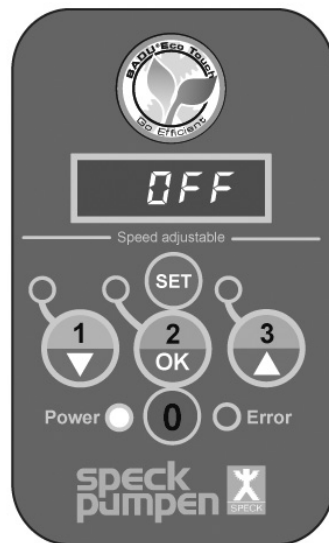 BADU®Eco Touch
Go Efficient
OFF
Speed adjustable
SET
1
2
3
OK
Power
0
Error
speck
pumpen
SPECK